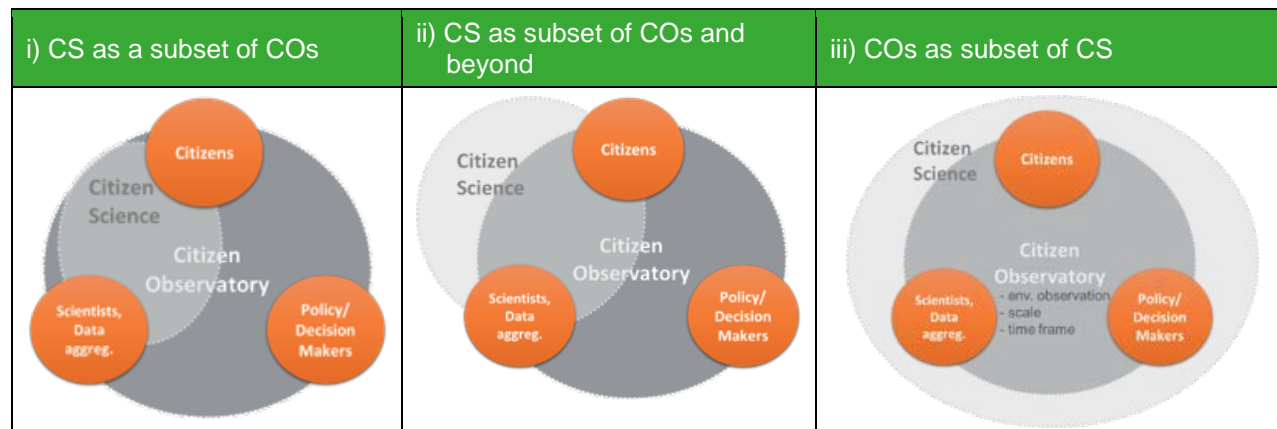 i) CS as a subset of COs
ii) CS as subset of COs and
beyond
iii) COs as subset of CS
Citizens
Citizen
Science
Citizen
Observatory
Scientists,
Data
aggreg.
Policy/
Decision
Makers
Citizen
Science
Citizens
Citizen
Observatory
Scientists,
Data
aggreg.
Policy/
Decision
Makers
Citizen
Science
Citizens
Citizen
Observatory
- env. observation
- scale
- time frame
Scientists,
Data
aggreg.
Policy/
Decision
Makers